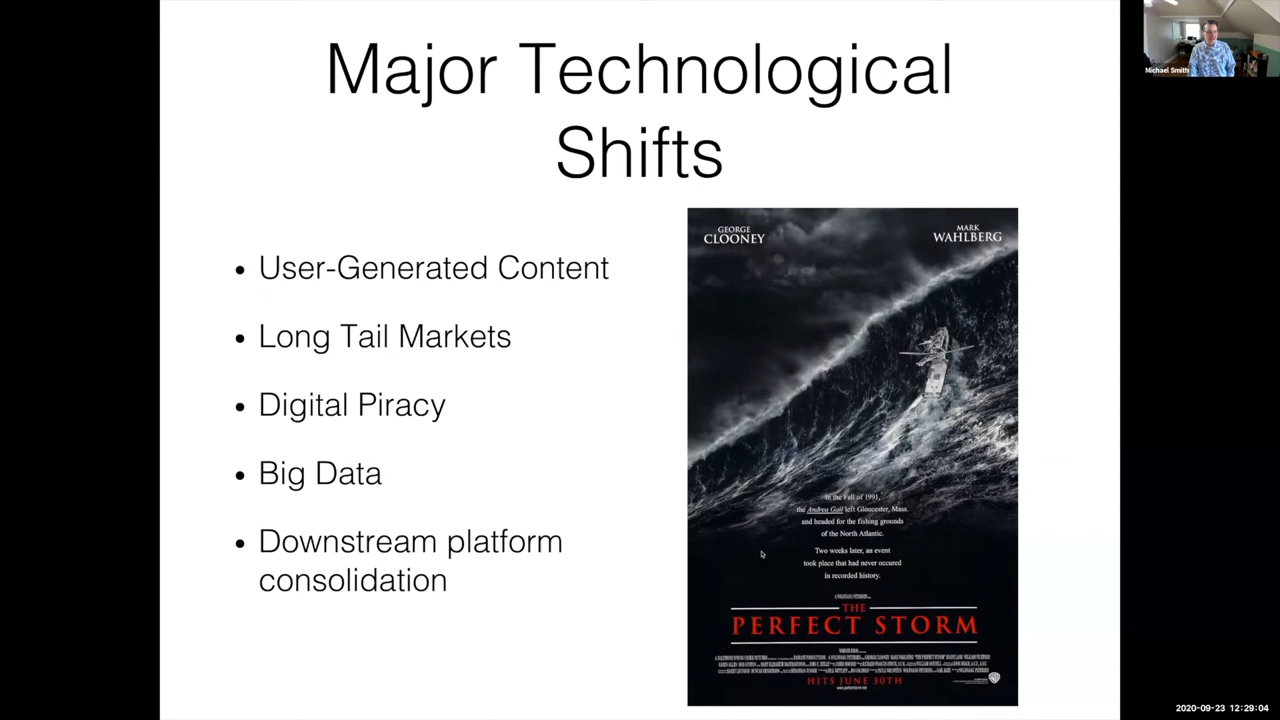 Major Technological
Shifts
• User-Generated Content
• Long Tail Markets
• Digital Piracy
• Big Data
• Downstream platform
consolidation
GEORGE
CLOONEY
MARK
WAHLBERG
In the Fall of 1991,
the Andrea Gail left Gloucester, Mass.
and headed for the fishing grounds
of the North Atlantic.
Two weeks later, an event
took place that had never occured
in recorded history.
THE
PERFECT STORM
HITS JUNE 30TH
Michael Smith
2020-09-23 12:29:04